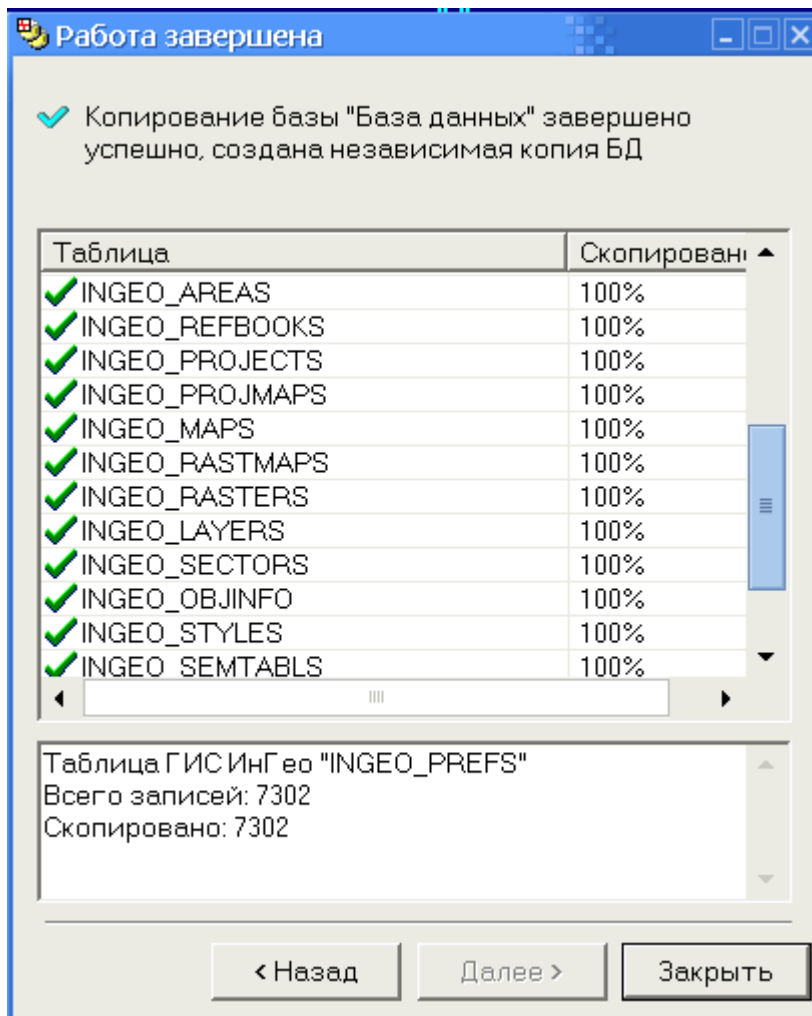 Работа завершена
Копирование базы "База данных" завершено
успешно, создана независимая копия БД
Таблица Скопировано
INGEO_AREAS 100%
INGEO_REFBOOKS 100%
INGEO_PROJECTS 100%
INGEO_PROJMAPS 100%
INGEO_MAPS 100%
INGEO_RASTMAPS 100%
INGEO_RASTERS 100%
INGEO_LAYERS 100%
INGEO_SECTORS 100%
INGEO_OBJINFO 100%
INGEO_STYLES 100%
INGEO_SEMTABLS 100%
Таблица ГИС ИнГео "INGEO_PREFS"
Всего записей: 7302
Скопировано: 7302
< Назад Далее > Закрыть